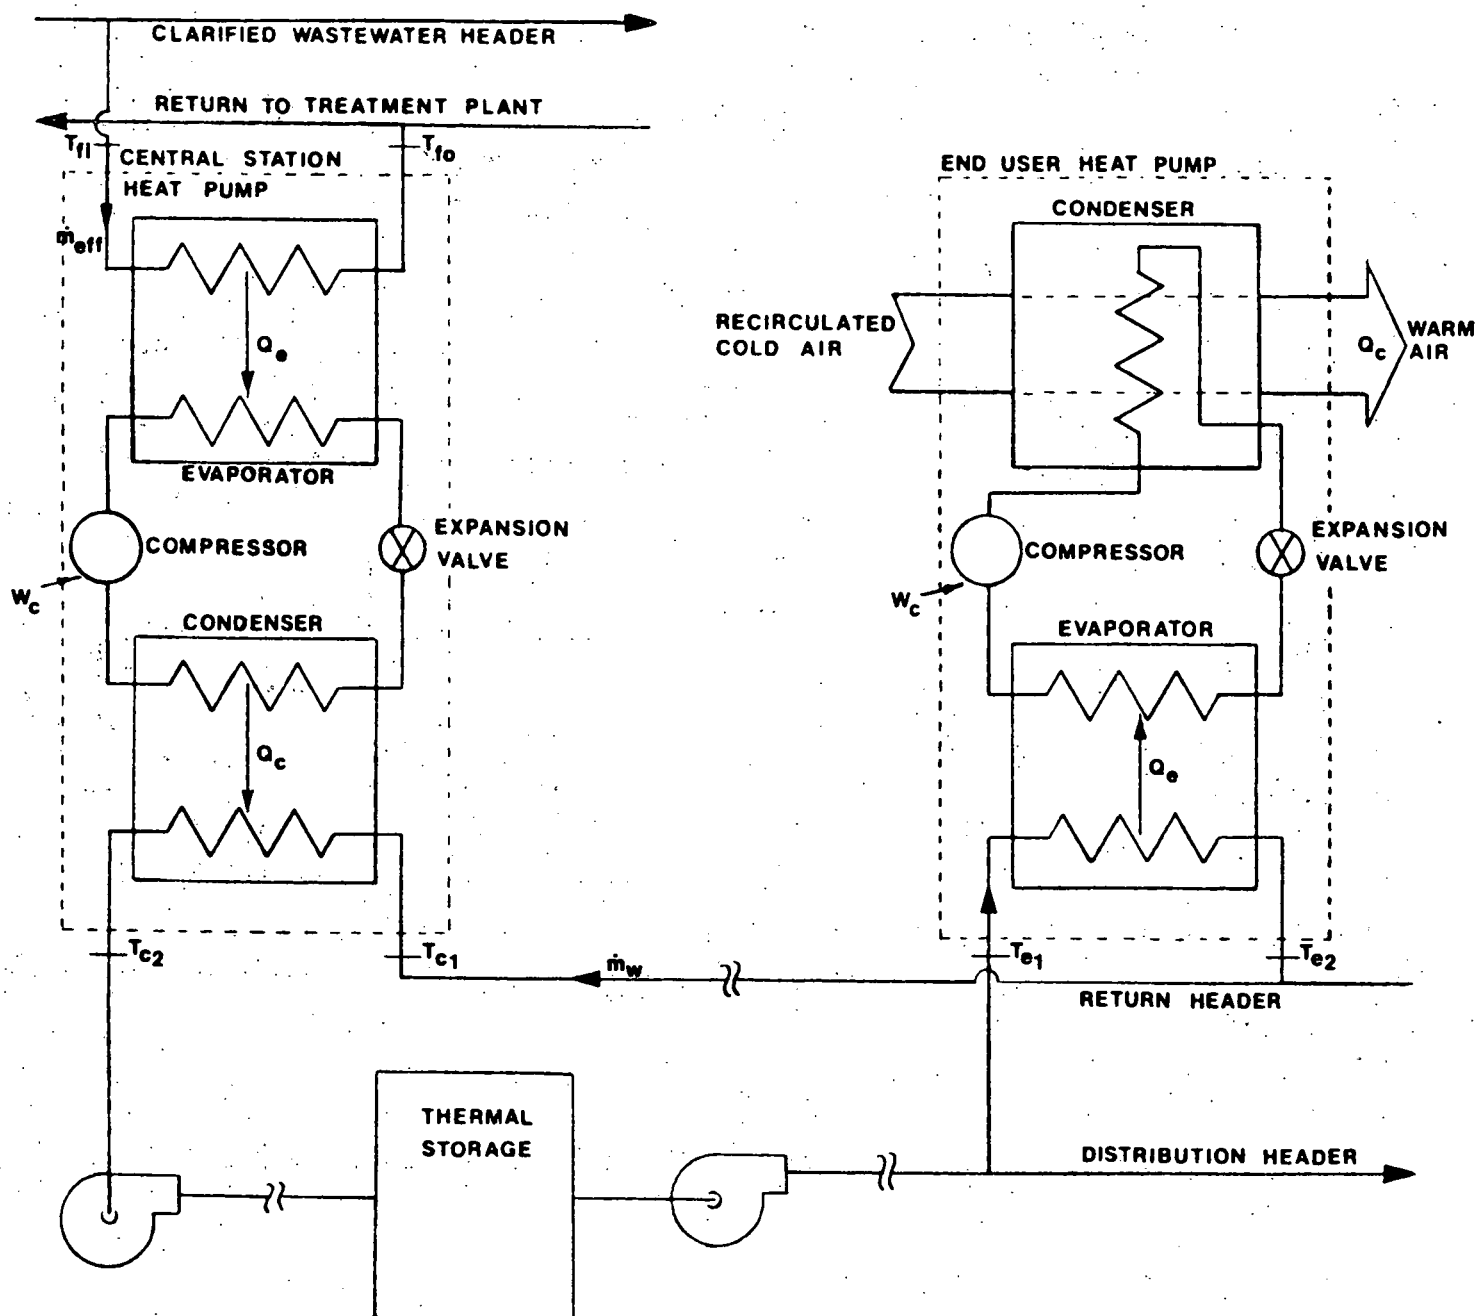 CLARIFIED WASTEWATER HEADER
RETURN TO TREATMENT PLANT
Tfi
Tfo
CENTRAL STATION
HEAT PUMP
ṁeff
Qe
EVAPORATOR
COMPRESSOR
EXPANSION
VALVE
Wc
CONDENSER
Qc
Tc2
Tc1
ṁw
END USER HEAT PUMP
CONDENSER
RECIRCULATED
COLD AIR
Qc
WARM
AIR
COMPRESSOR
EXPANSION
VALVE
Wc
EVAPORATOR
Qe
Te1
Te2
RETURN HEADER
THERMAL
STORAGE
DISTRIBUTION HEADER